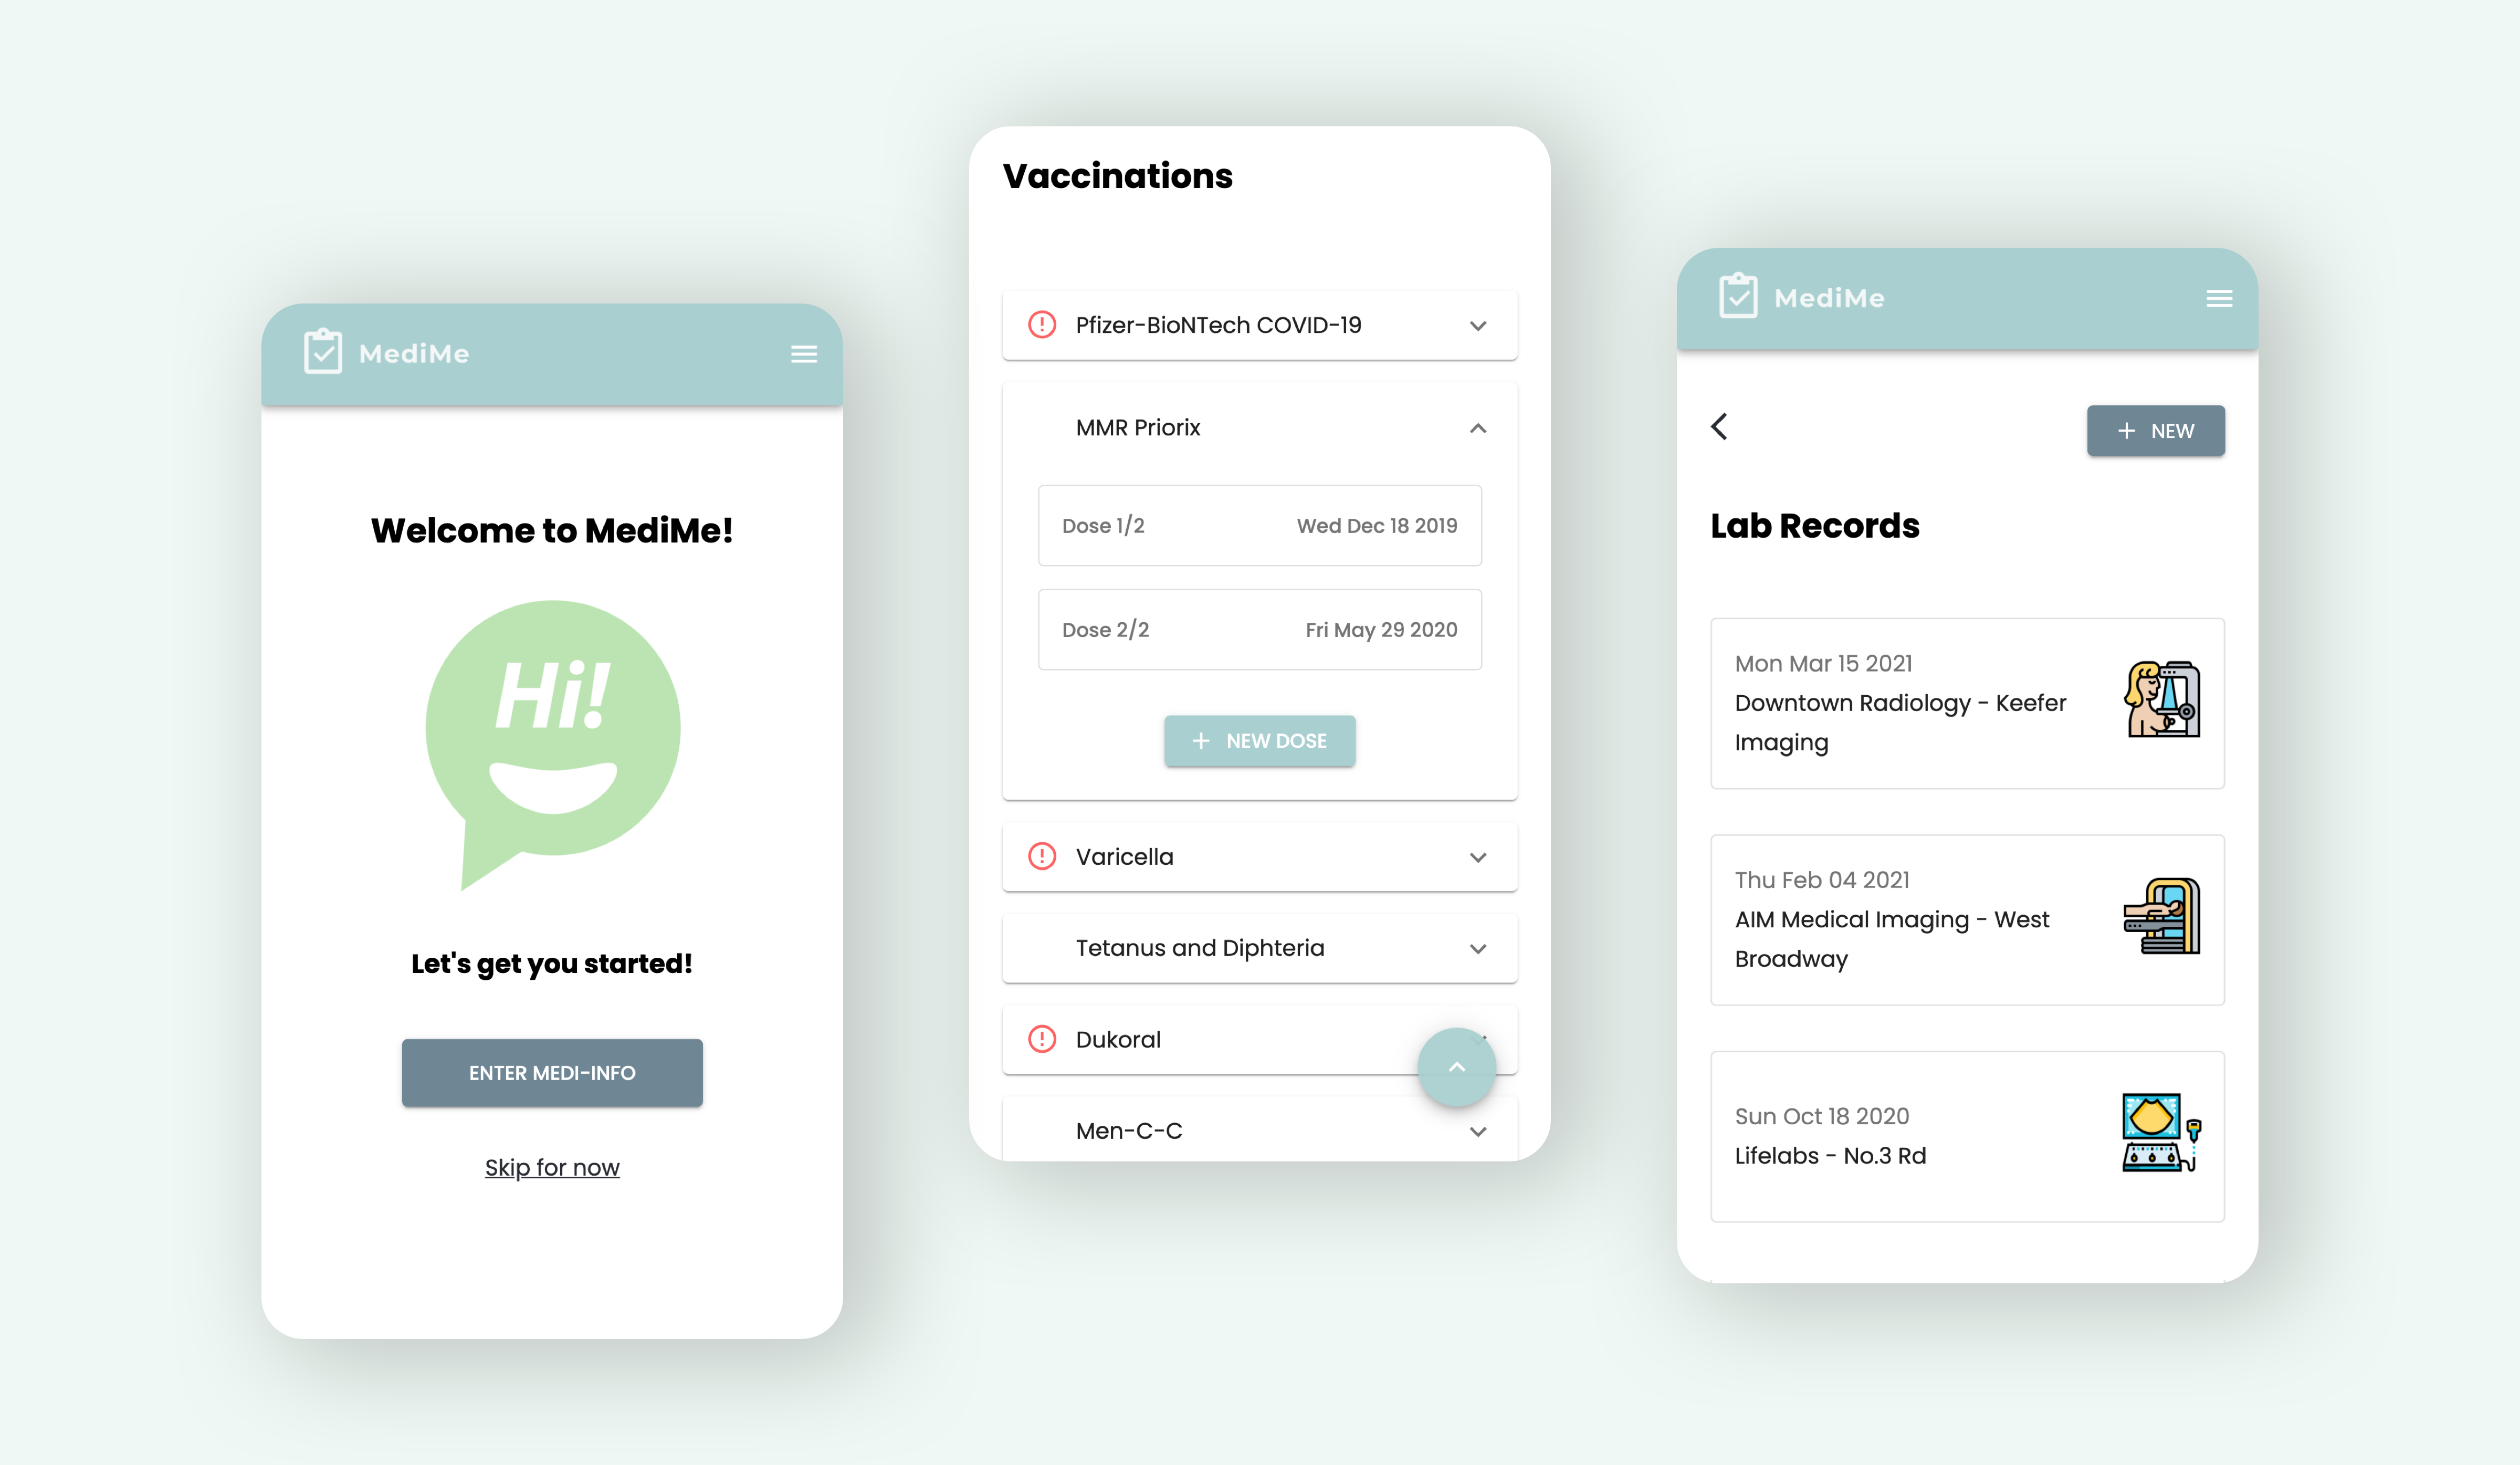 MediMe
Welcome to MediMe!
Hi!
Let's get you started!
ENTER MEDI-INFO
Skip for now
Vaccinations
Pfizer-BioNTech COVID-19
MMR Priorix
Dose 1/2 Wed Dec 18 2019
Dose 2/2 Fri May 29 2020
+ NEW DOSE
Varicella
Tetanus and Diphteria
Dukoral
Men-C-C
MediMe
+ NEW
Lab Records
Mon Mar 15 2021
Downtown Radiology - Keefer
Imaging
Thu Feb 04 2021
AIM Medical Imaging - West
Broadway
Sun Oct 18 2020
Lifelabs - No.3 Rd